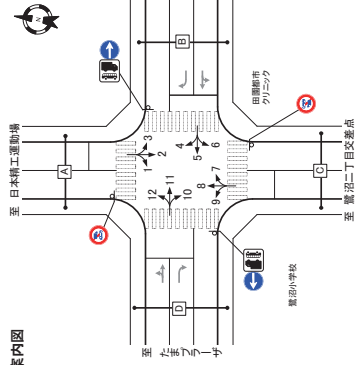 案内図
至 日本精工運動場
A
B
C
D
田園都市
クリニック
至 鷺沼二丁目交差点
鷺沼小学校
至 たまプラーザ
N
1
2
3
4
5
6
7
8
9
10
11
12